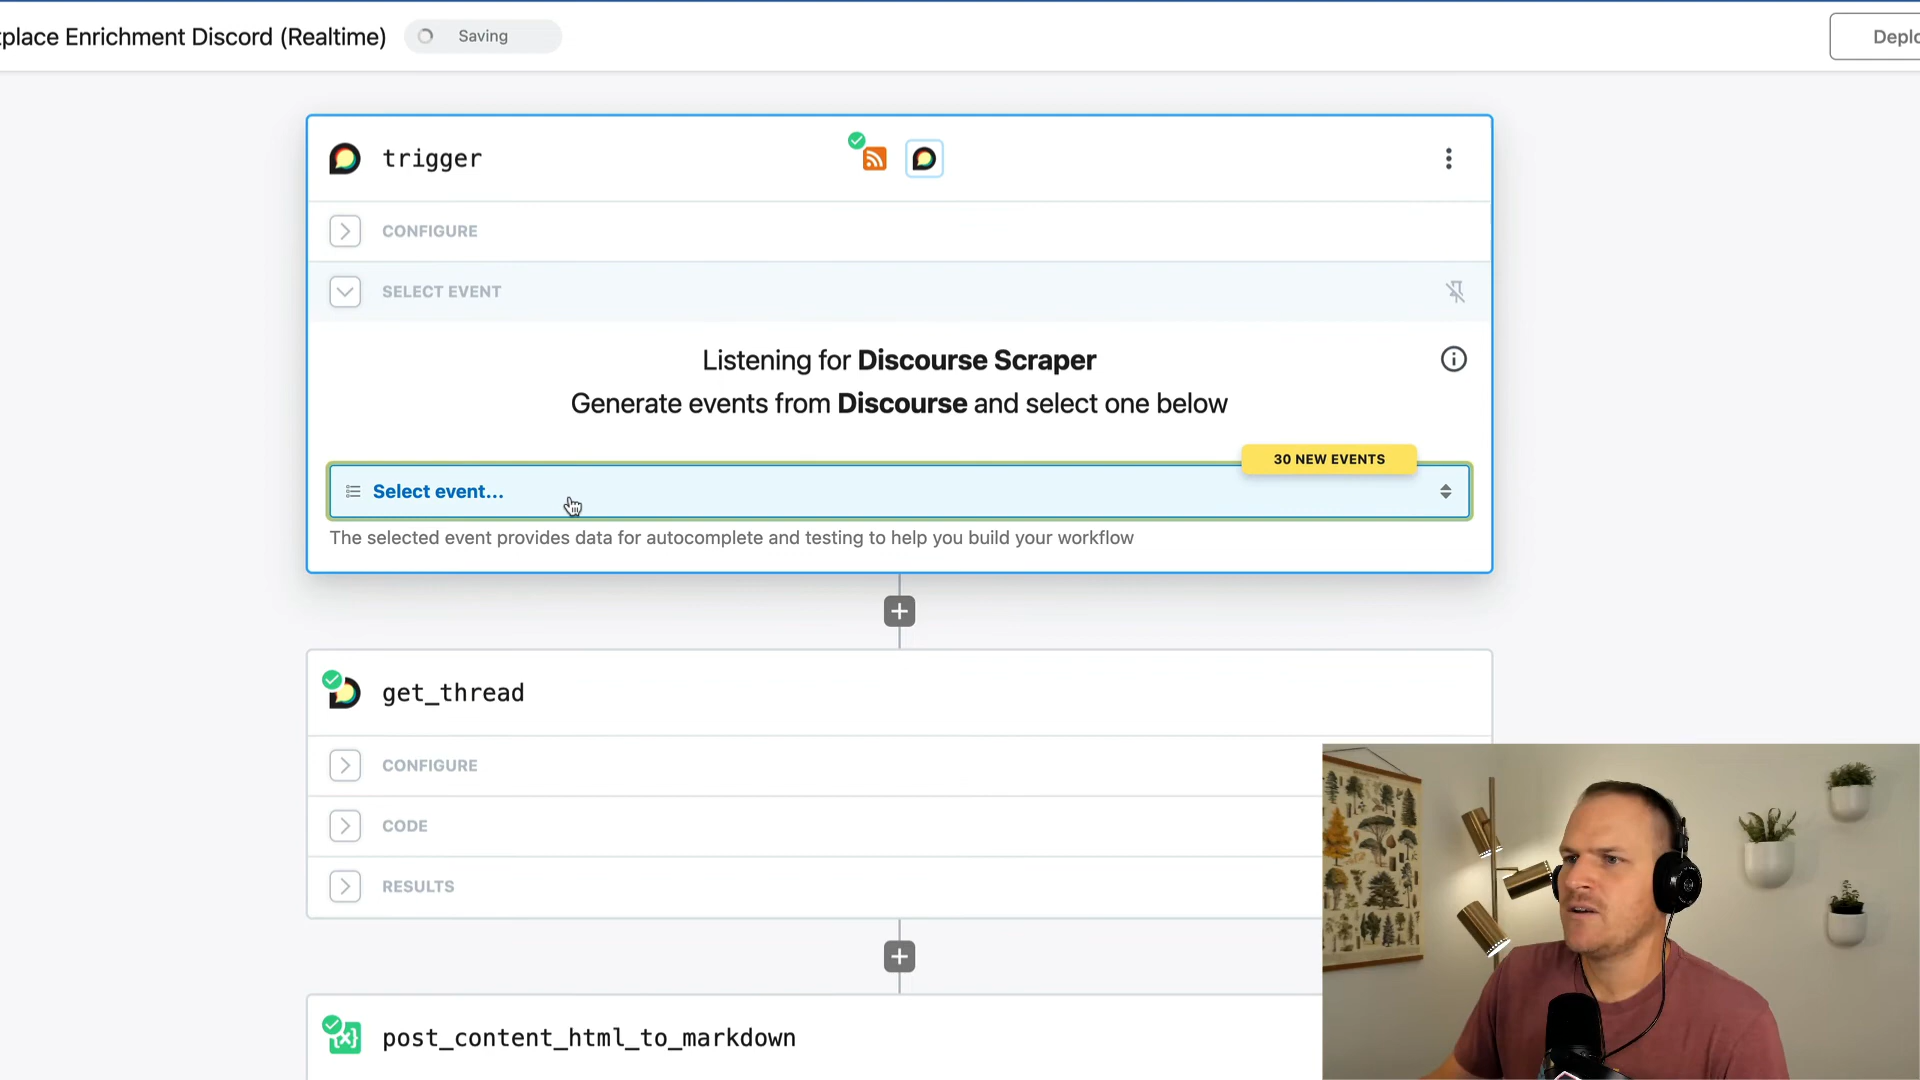 place Enrichment Discord (Realtime)
Saving
Deplo
trigger
CONFIGURE
SELECT EVENT
Listening for Discourse Scraper
Generate events from Discourse and select one below
30 NEW EVENTS
Select event...
The selected event provides data for autocomplete and testing to help you build your workflow
get_thread
CONFIGURE
CODE
RESULTS
{x}
post_content_html_to_markdown